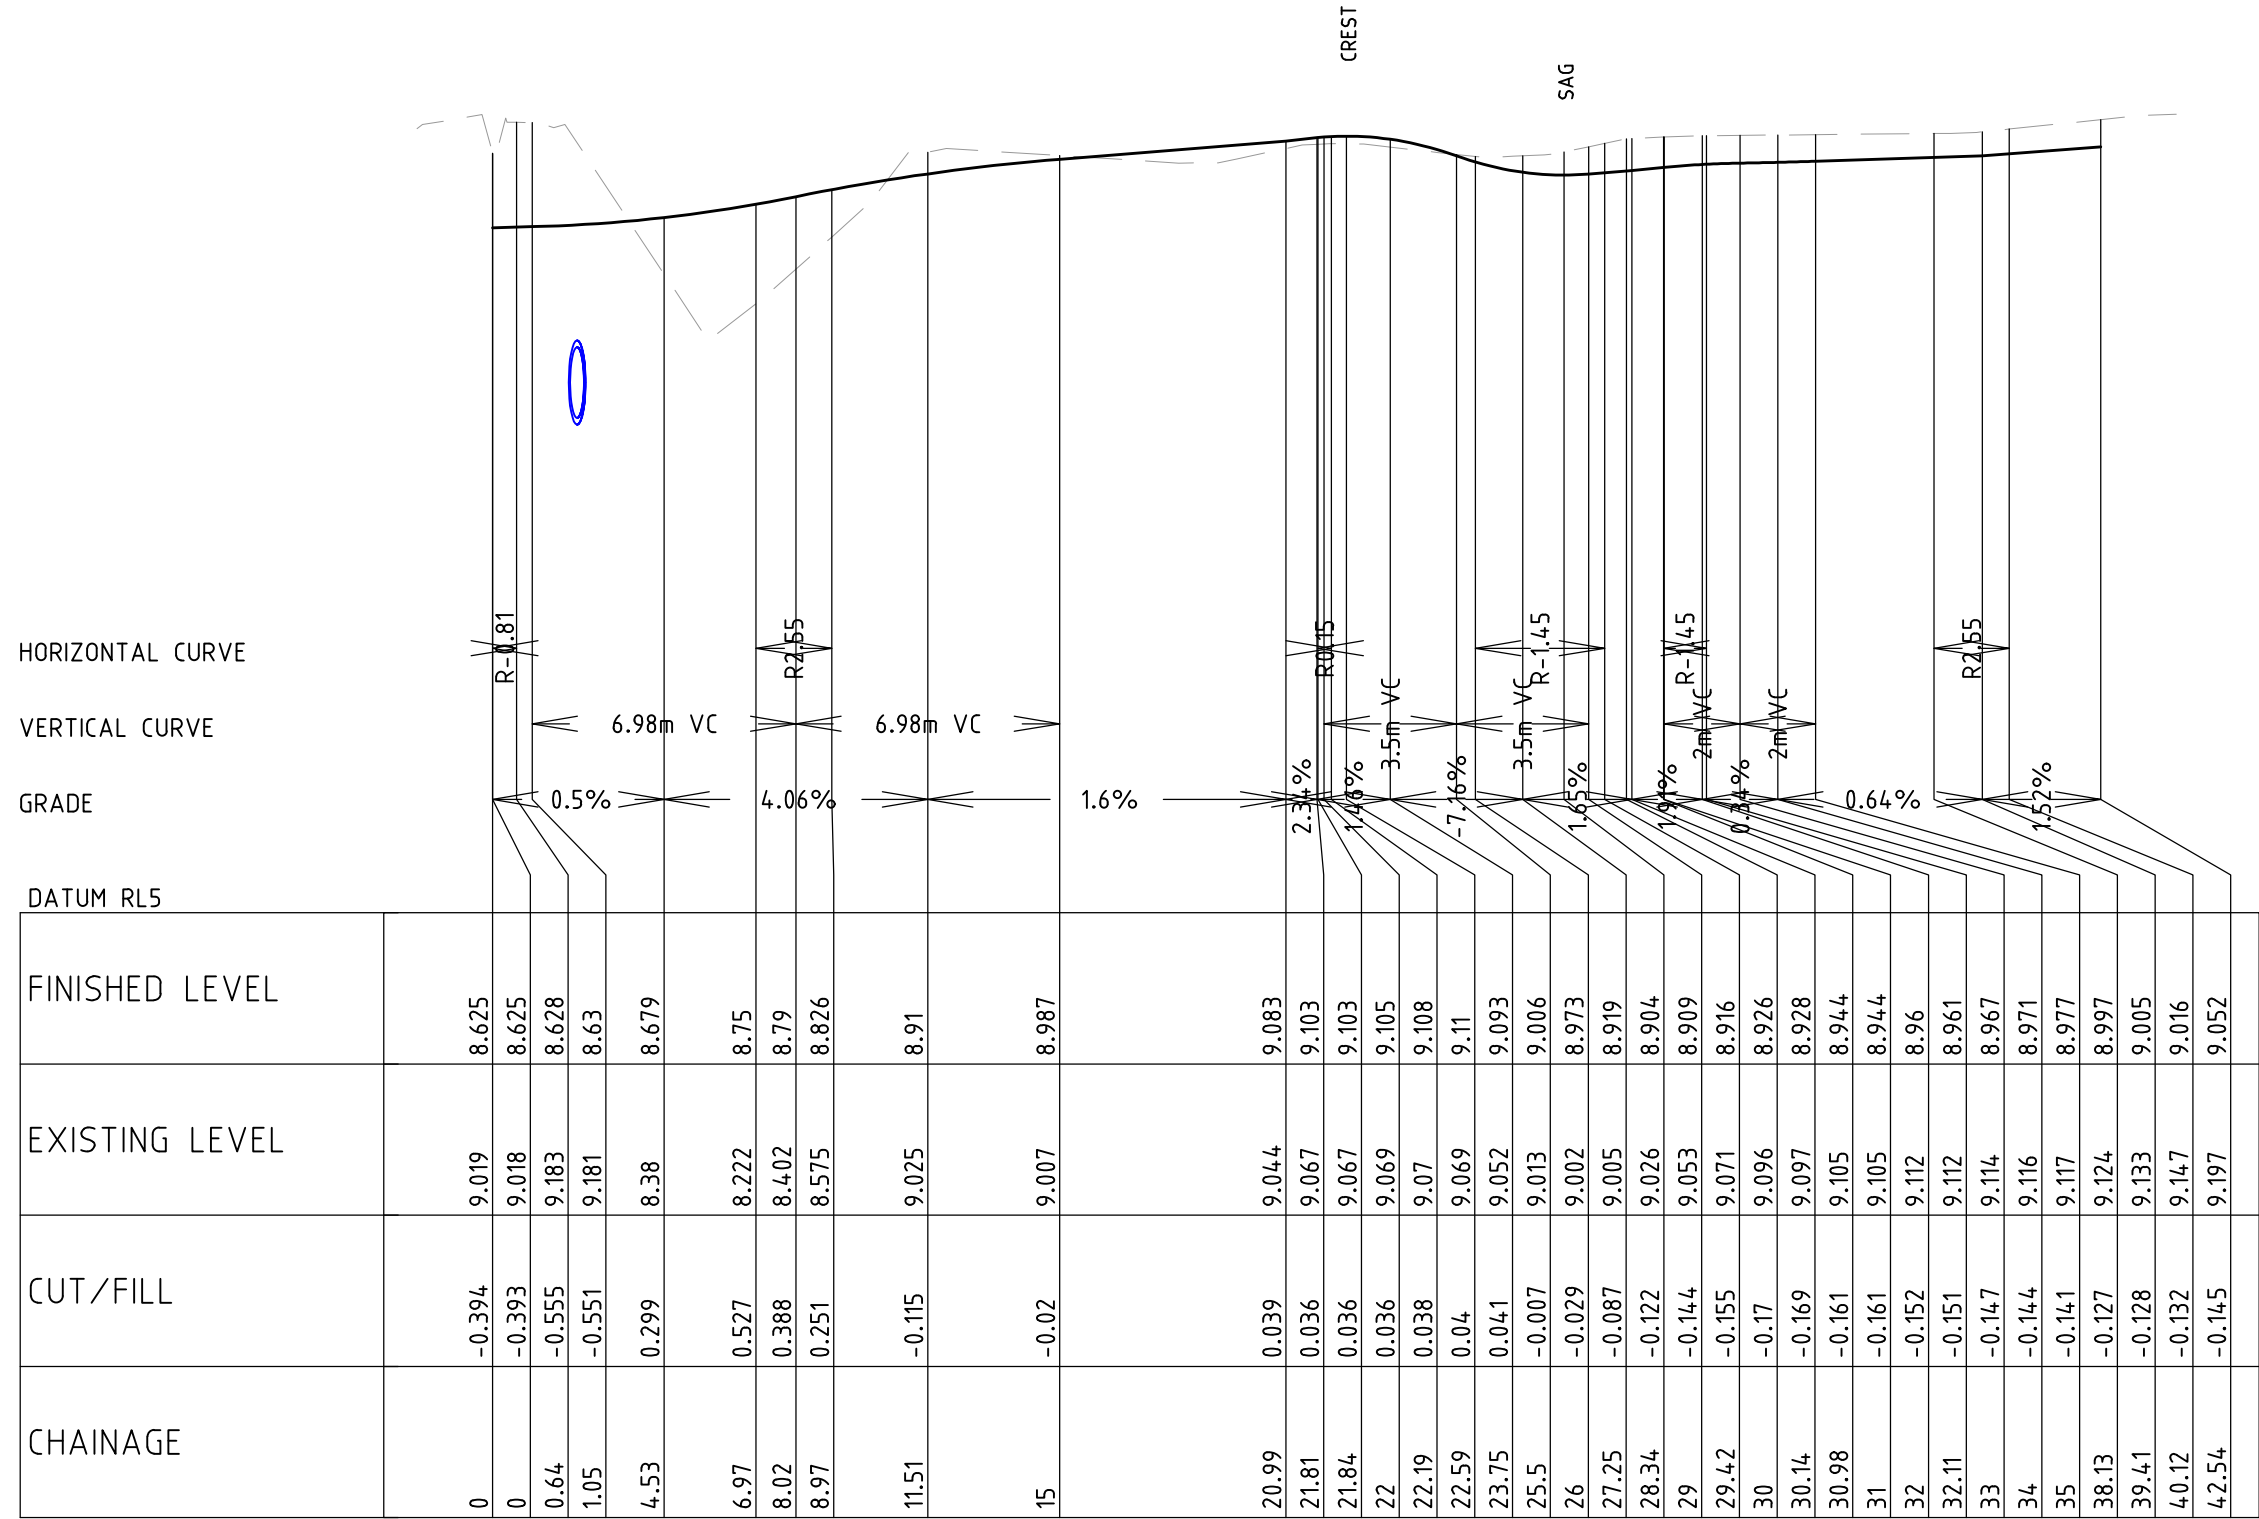 CREST
SAG
HORIZONTAL CURVE R-0.81 R2.55 R0.15 R-1.45 R-1.45 R2.55
VERTICAL CURVE 6.98m VC 6.98m VC 3.5m VC 3.5m VC 2m VC 2m VC
GRADE 0.5% 4.06% 1.6% 2.34% 1.46% -7.16% 1.65% 1.91% 0.34% 0.64% 1.52%
DATUM RL5
FINISHED LEVEL 8.625 8.625 8.628 8.63 8.679 8.75 8.79 8.826 8.91 8.987 9.083 9.103 9.103 9.105 9.108 9.11 9.093 9.006 8.973 8.919 8.904 8.909 8.916 8.926 8.928 8.944 8.944 8.96 8.961 8.967 8.971 8.977 8.997 9.005 9.016 9.052
EXISTING LEVEL 9.019 9.018 9.183 9.181 8.38 8.222 8.402 8.575 9.025 9.007 9.044 9.067 9.067 9.069 9.07 9.069 9.052 9.013 9.002 9.005 9.026 9.053 9.071 9.096 9.097 9.105 9.105 9.112 9.112 9.114 9.116 9.117 9.124 9.133 9.147 9.197
CUT/FILL -0.394 -0.393 -0.555 -0.551 0.299 0.527 0.388 0.251 -0.115 -0.02 0.039 0.036 0.036 0.036 0.038 0.04 0.041 -0.007 -0.029 -0.087 -0.122 -0.144 -0.155 -0.17 -0.169 -0.161 -0.161 -0.152 -0.151 -0.147 -0.144 -0.141 -0.127 -0.128 -0.132 -0.145
CHAINAGE 0 0 0.64 1.05 4.53 6.97 8.02 8.97 11.51 15 20.99 21.81 21.84 22 22.19 22.59 23.75 25.5 26 27.25 28.34 29 29.42 30 30.14 30.98 31 32 32.11 33 34 35 38.13 39.41 40.12 42.54